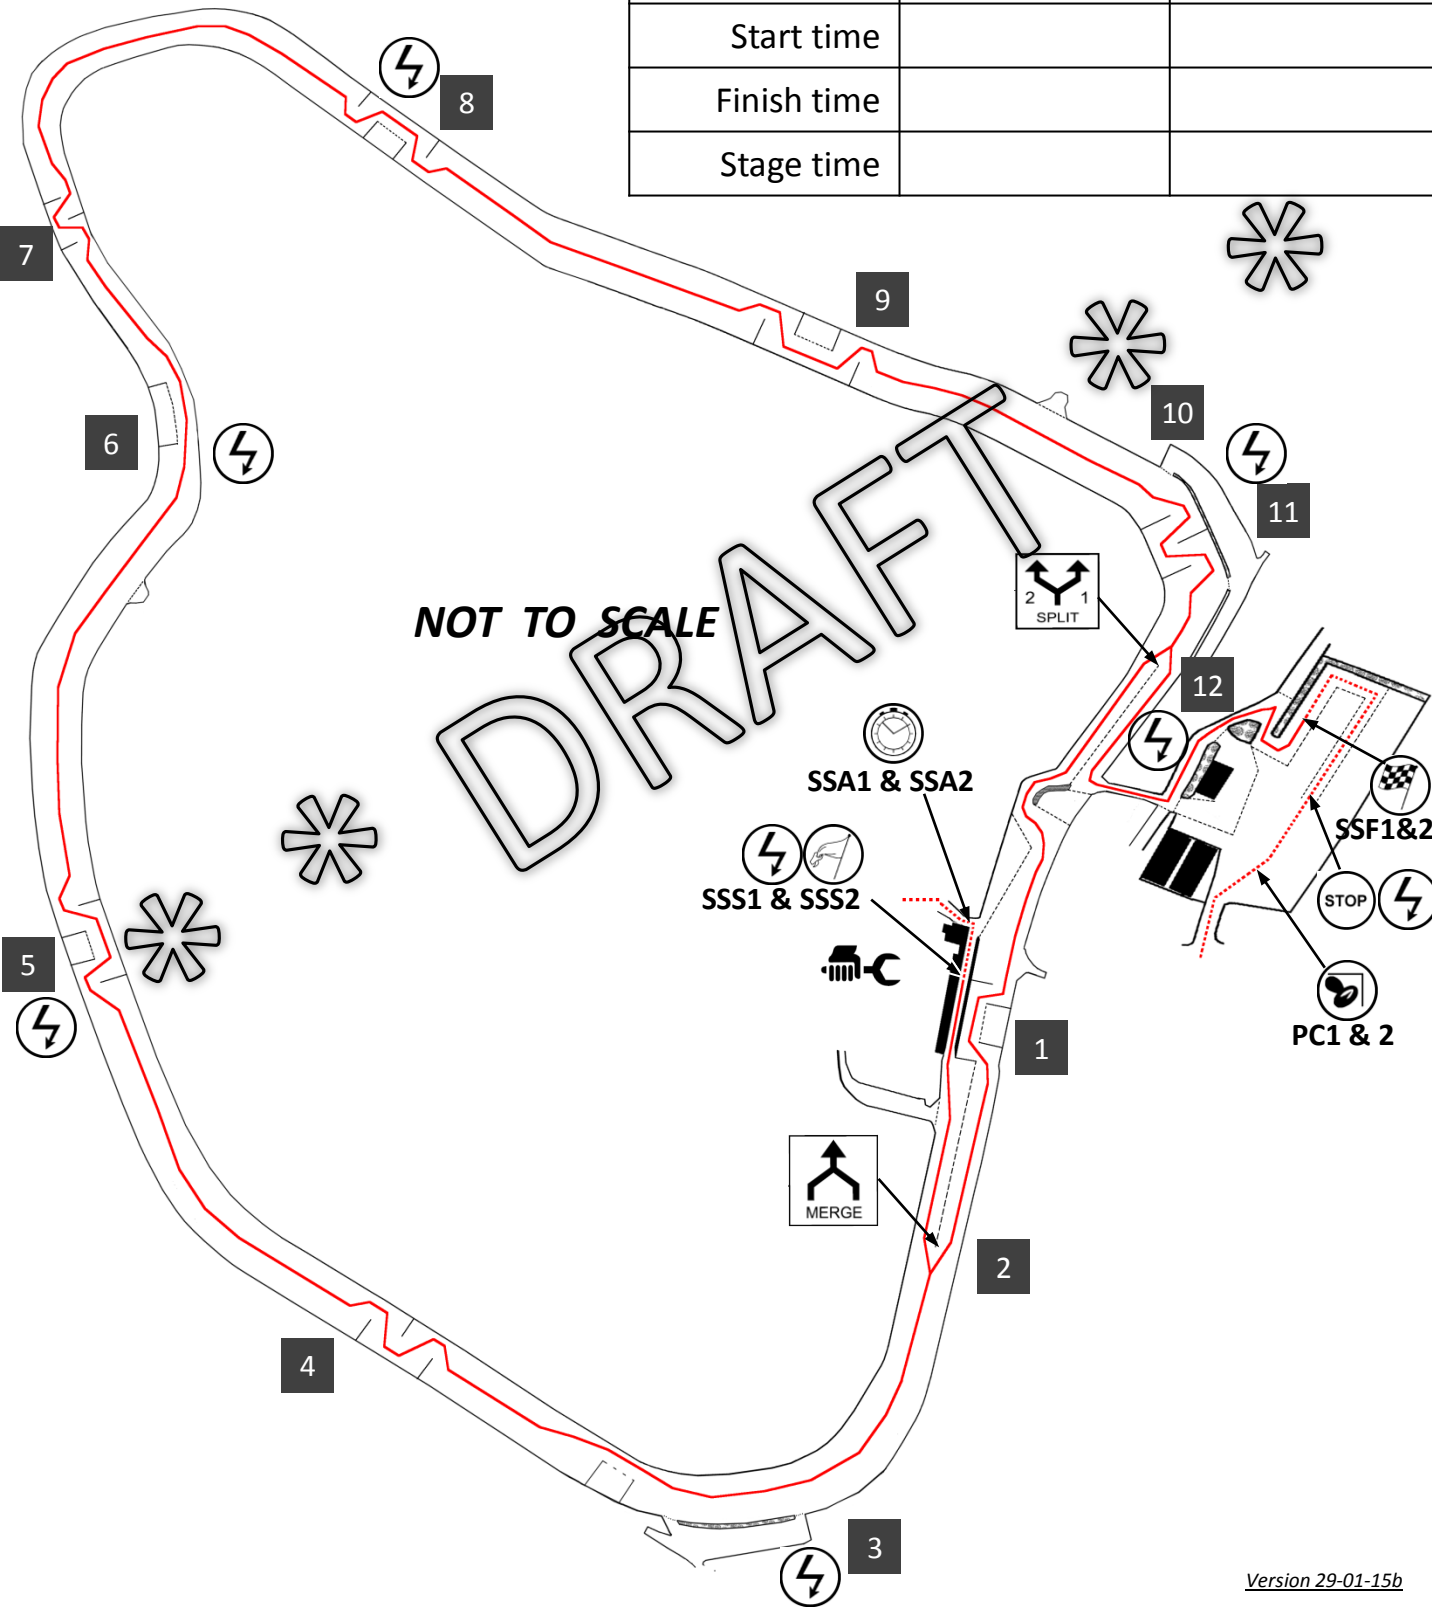 Start time
Finish time
Stage time
8
7
9
10
6
11
DRAFT
2 1
SPLIT
NOT TO SCALE
12
SSA1 & SSA2
SSF1&2
SSS1 & SSS2
STOP
5
PC1 & 2
1
MERGE
2
4
3
Version 29-01-15b